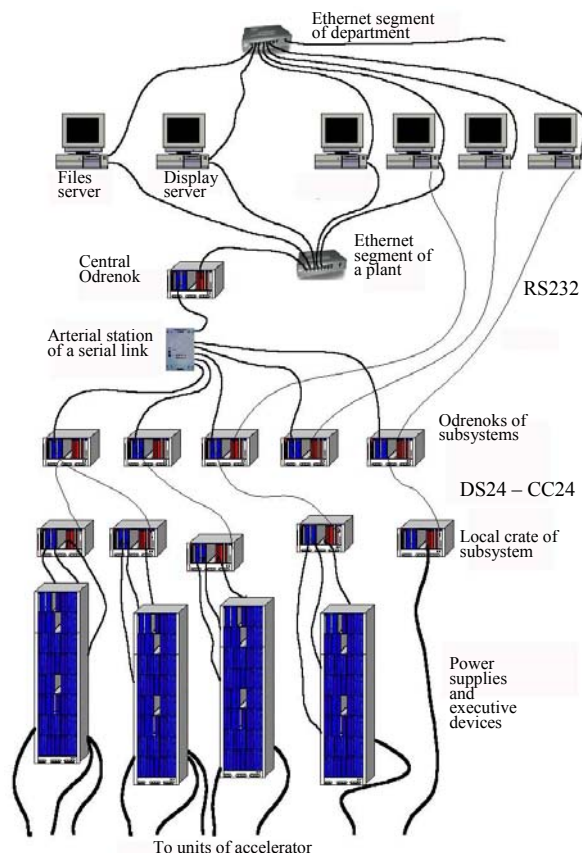 Ethernet segment
of department
Files server
Display
server
Central
Odrenok
Ethernet
segment of
a plant
RS232
Arterial station
of a serial link
Odrenoks of
subsystems
DS24 – CC24
Local crate of
subsystem
Power
supplies
and
executive
devices
To units of accelerator